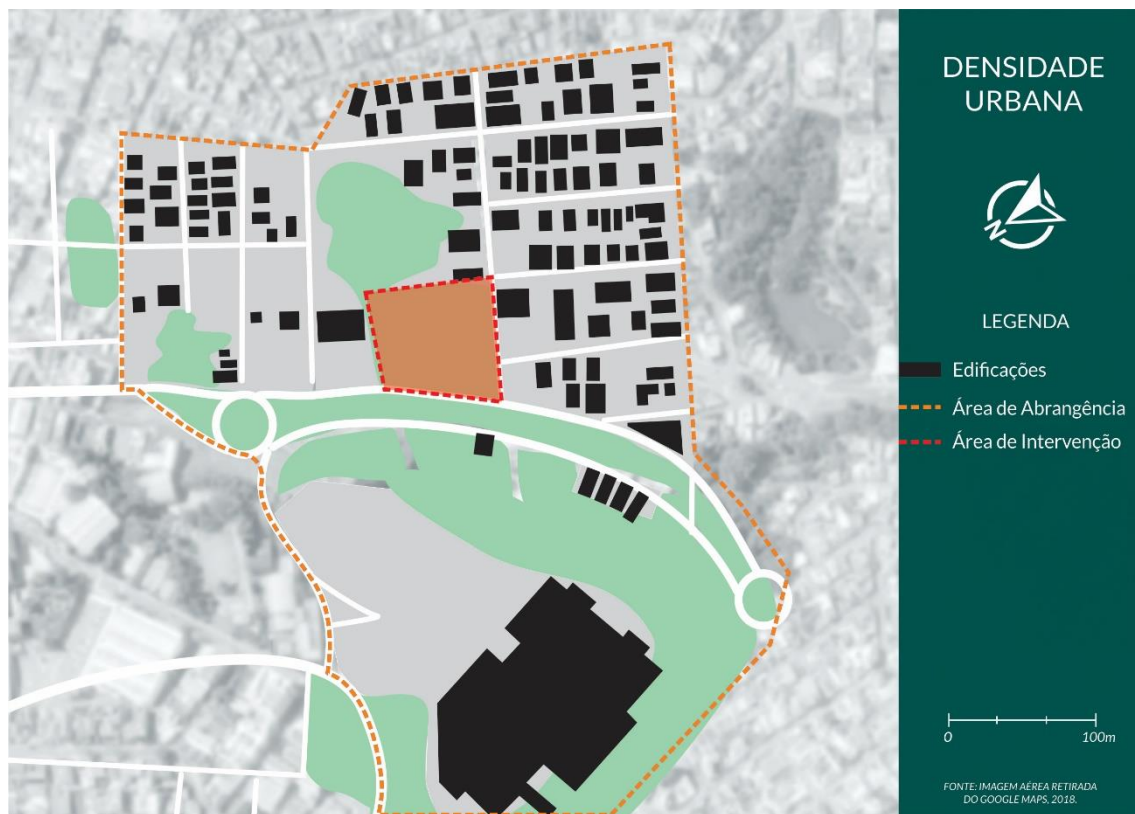 DENSIDADE
URBANA
N
LEGENDA
Edificações
Área de Abrangência
Área de Intervenção
0
100m
FONTE: IMAGEM AÉREA RETIRADA
DO GOOGLE MAPS, 2018.